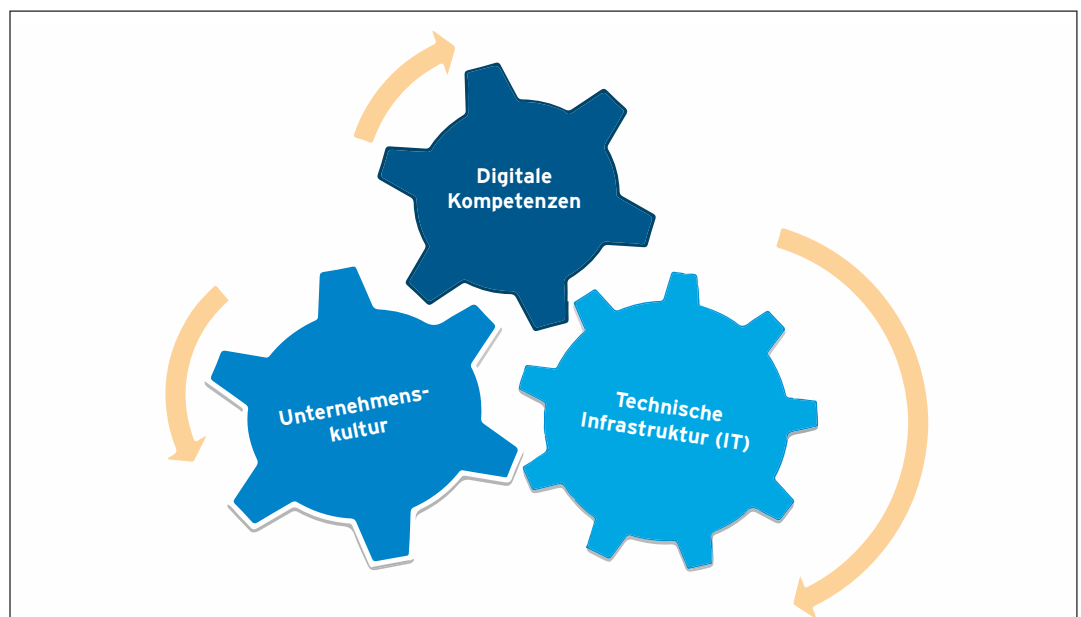 Digitale
Kompetenzen
Unternehmens-
kultur
Technische
Infrastruktur (IT)